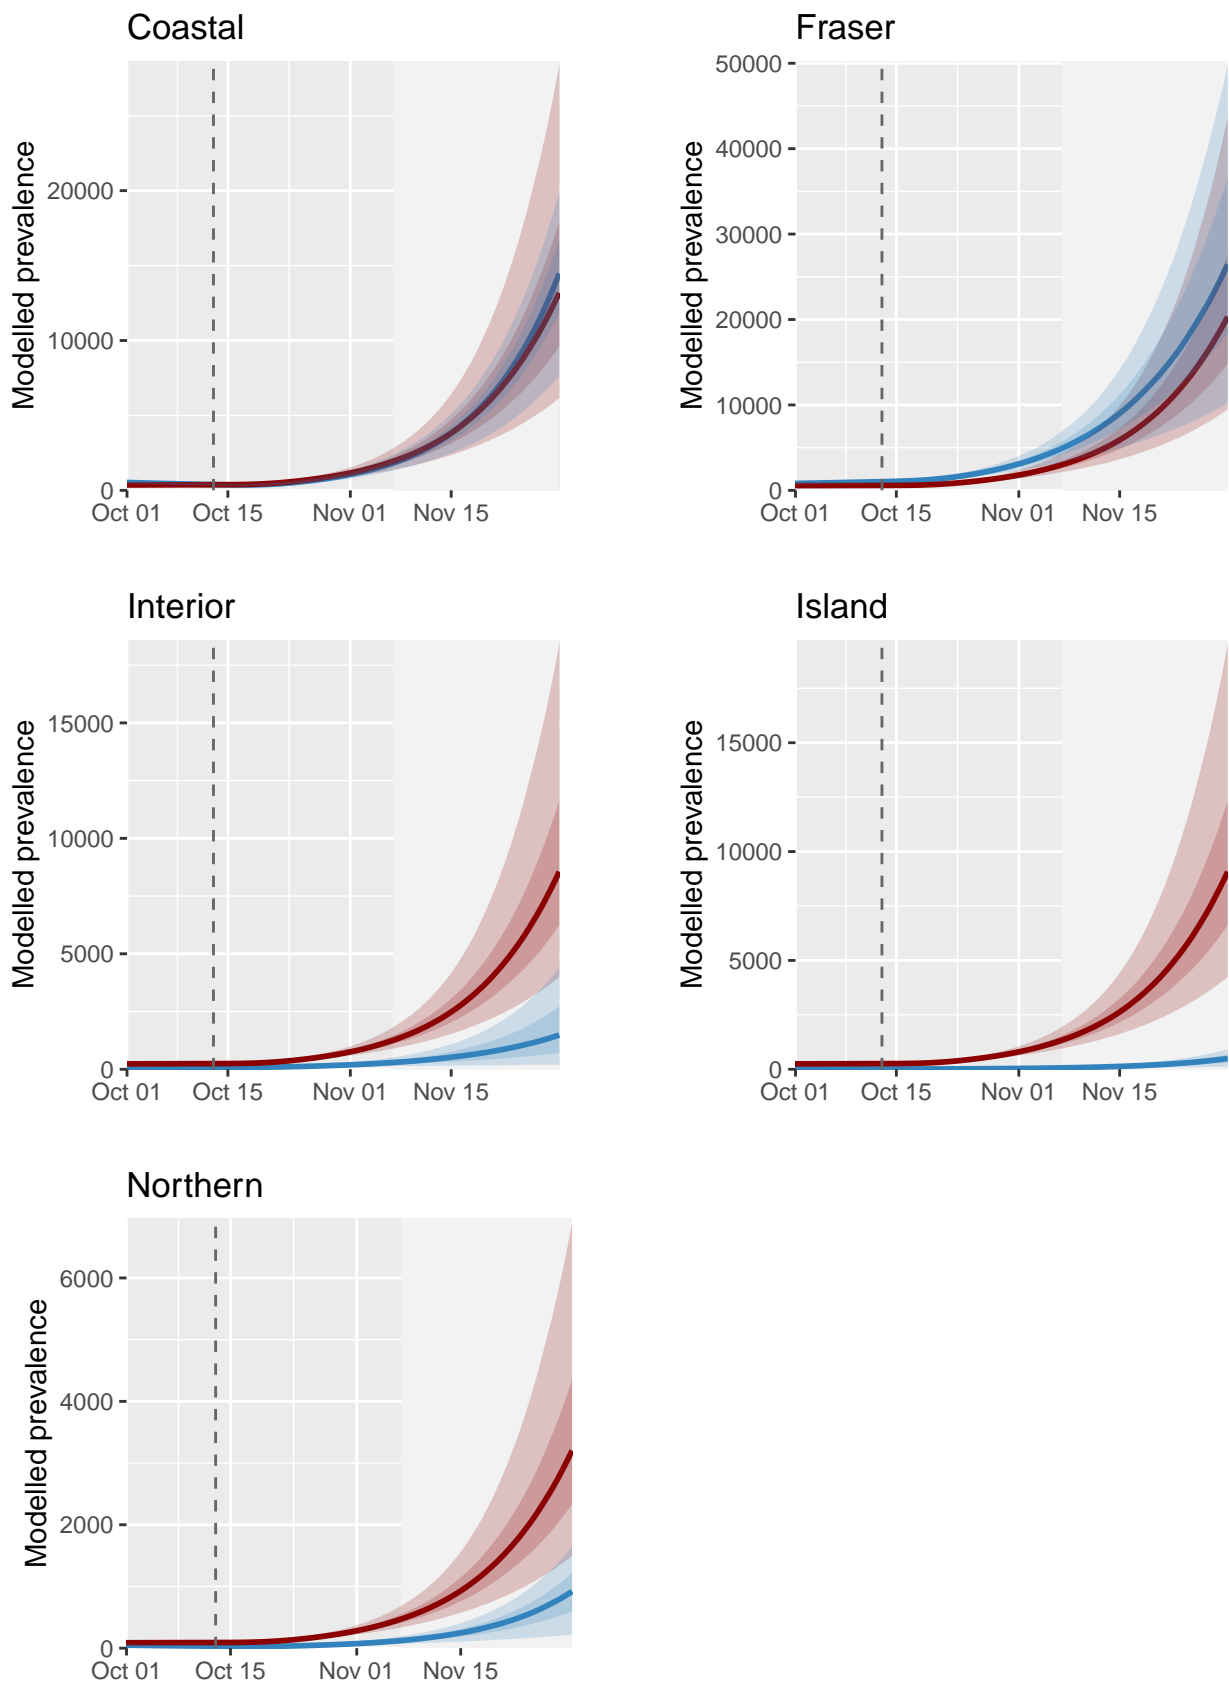 Coastal
Modelled prevalence
20000
10000
0
Oct 01 Oct 15 Nov 01 Nov 15
Fraser
Modelled prevalence
50000
40000
30000
20000
10000
0
Oct 01 Oct 15 Nov 01 Nov 15
Interior
Modelled prevalence
15000
10000
5000
0
Oct 01 Oct 15 Nov 01 Nov 15
Island
Modelled prevalence
15000
10000
5000
0
Oct 01 Oct 15 Nov 01 Nov 15
Northern
Modelled prevalence
6000
4000
2000
0
Oct 01 Oct 15 Nov 01 Nov 15